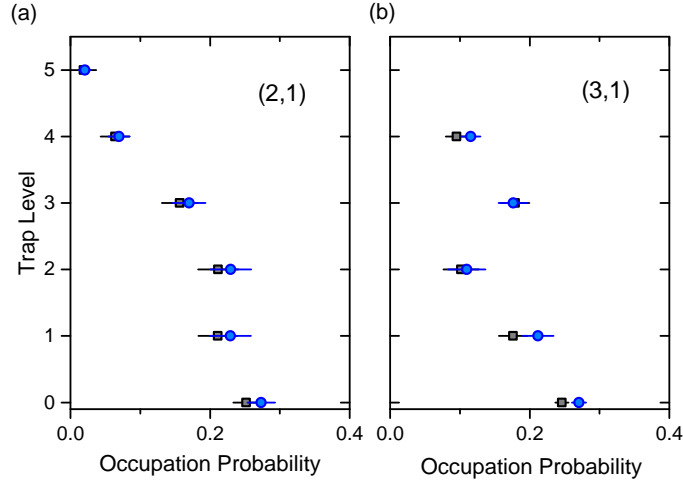 (a)
(b)
(2,1)
(3,1)
Trap Level
5
4
3
2
1
0
0.0
0.2
0.4
0.0
0.2
0.4
Occupation Probability
Occupation Probability